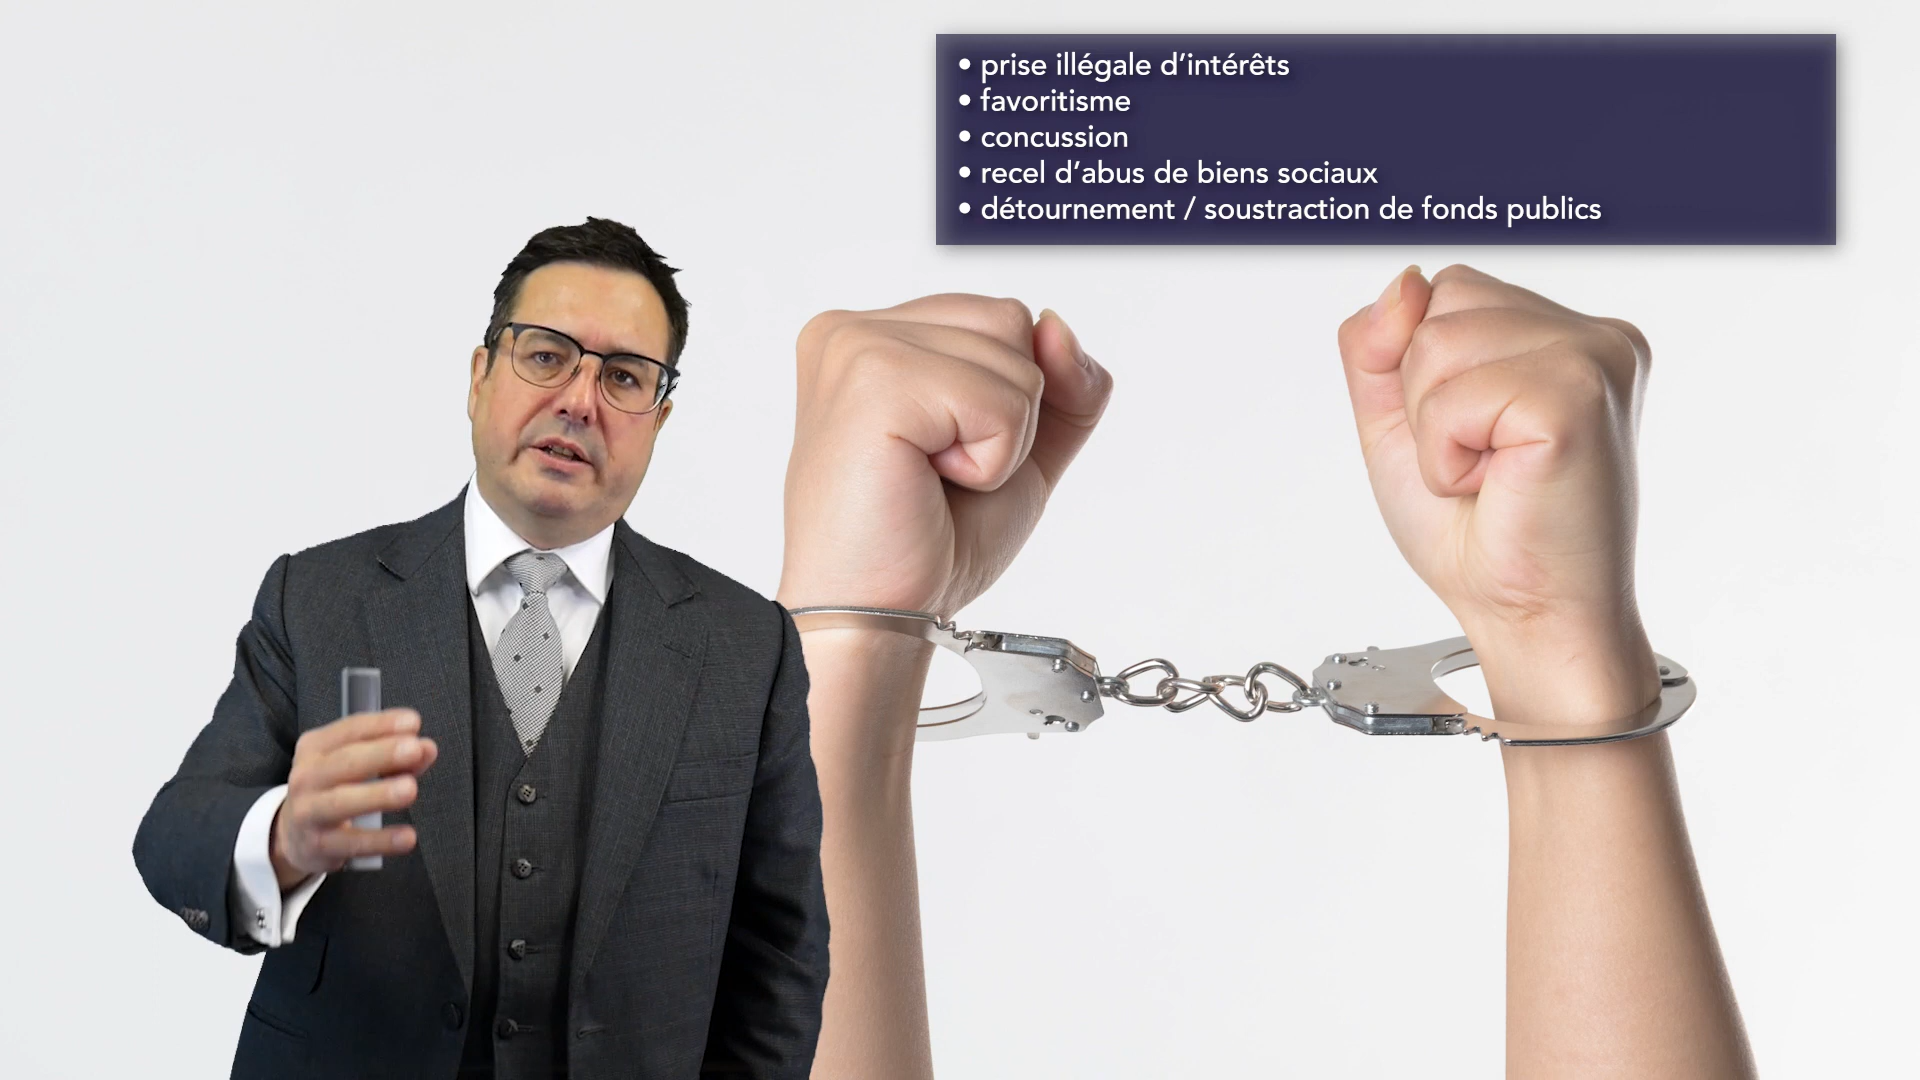 • prise illégale d’intérêts
• favoritisme
• concussion
• recel d’abus de biens sociaux
• détournement / soustraction de fonds publics